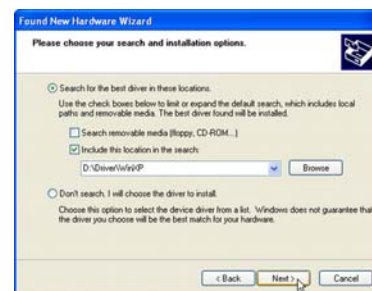 Found New Hardware Wizard
Please choose your search and installation options.
Search for the best driver in these locations.
Use the check boxes below to limit or expand the default search, which includes local
paths and removable media. The best driver found will be installed.
Search removable media (floppy, CD-ROM...)
Include this location in the search:
D:\Driver\WinXP
Browse
Don't search. I will choose the driver to install.
Choose this option to select the device driver from a list. Windows does not guarantee that
the driver you choose will be the best match for your hardware.
< Back
Next >
Cancel